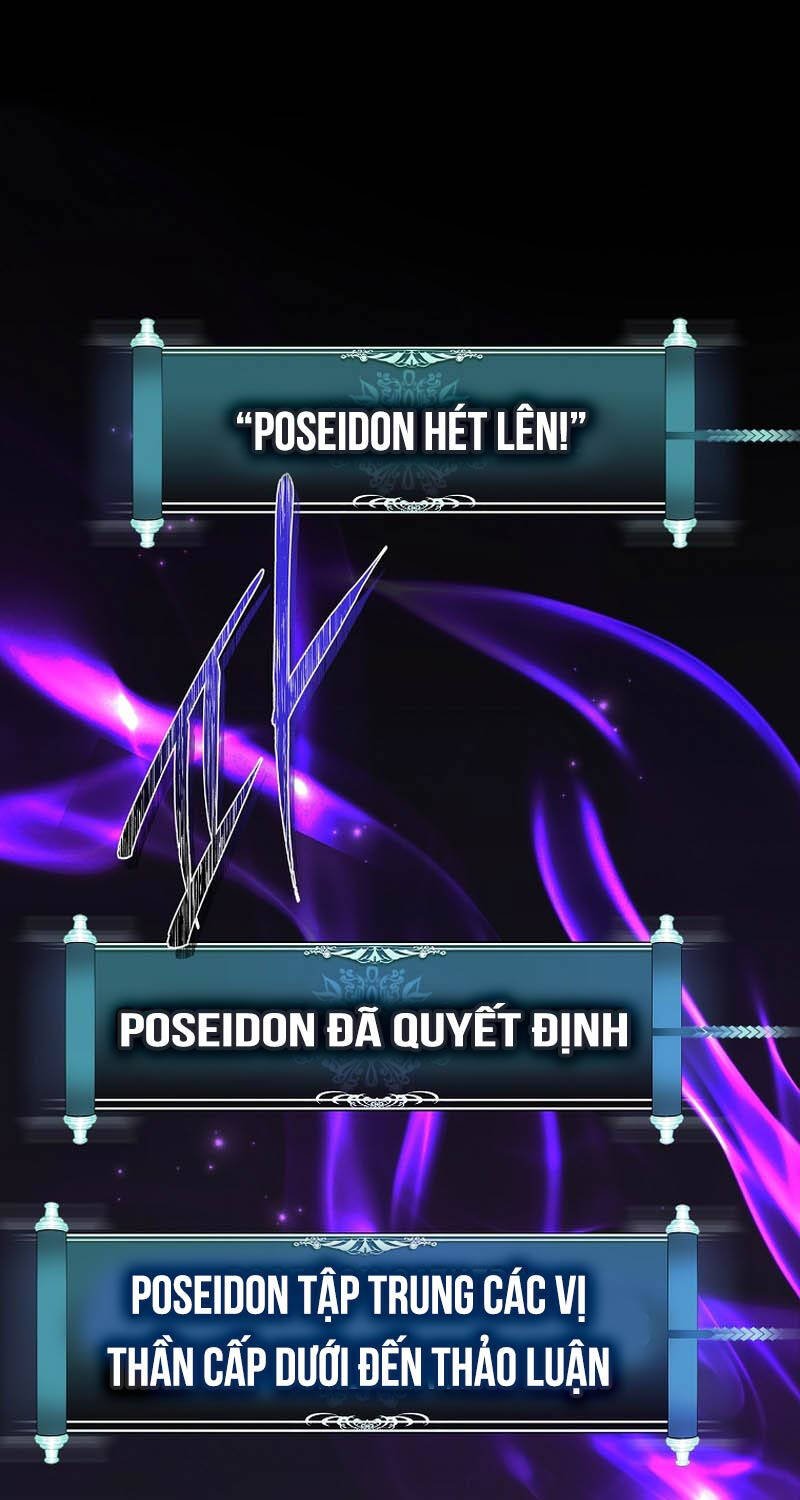 “POSEIDON HÉT LÊN!”
POSEIDON ĐÃ QUYẾT ĐỊNH
POSEIDON TẬP TRUNG CÁC VỊ
THẦN CẤP DƯỚI ĐẾN THẢO LUẬN